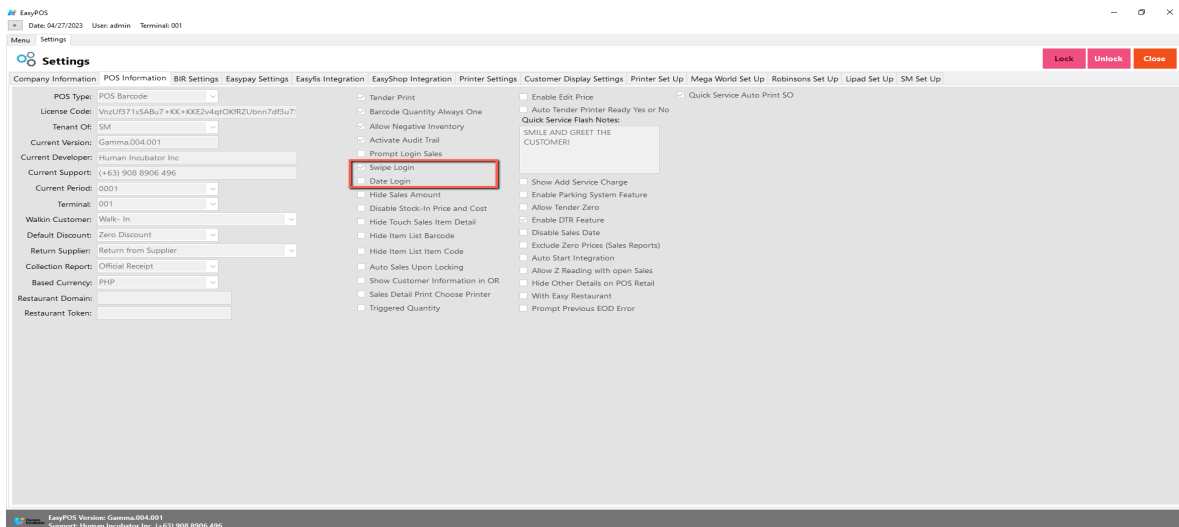 EasyPOS
Date: 04/27/2023 User: admin Terminal: 001
Menu Settings
Settings
Lock Unlock Close
Company Information POS Information BIR Settings Easypay Settings Easyfis Integration EasyShop Integration Printer Settings Customer Display Settings Printer Set Up Mega World Set Up Robinsons Set Up Lipad Set Up SM Set Up
POS Type: POS Barcode
License Code:
Tenant Of: SM
Current Version: Gamma.004.001
Current Developer: Human Incubator Inc
Current Support: (+63) 908 8906 496
Current Period: 0001
Terminal: 001
Walkin Customer: Walk- In
Default Discount: Zero Discount
Return Supplier: Return from Supplier
Collection Report: Official Receipt
Based Currency: PHP
Restaurant Domain:
Restaurant Token:
Tender Print
Barcode Quantity Always One
Allow Negative Inventory
Activate Audit Trail
Prompt Login Sales
Swipe Login
Date Login
Hide Sales Amount
Disable Stock-In Price and Cost
Hide Touch Sales Item Detail
Hide Item List Barcode
Hide Item List Item Code
Auto Sales Upon Locking
Show Customer Information in OR
Sales Detail Print Choose Printer
Triggered Quantity
Enable Edit Price
Auto Tender Printer Ready Yes or No
Quick Service Flash Notes:
SMILE AND GREET THE
CUSTOMER!
Show Add Service Charge
Enable Parking System Feature
Allow Tender Zero
Enable DTR Feature
Disable Sales Date
Exclude Zero Prices (Sales Reports)
Auto Start Integration
Allow Z Reading with open Sales
Hide Other Details on POS Retail
With Easy Restaurant
Prompt Previous EOD Error
Quick Service Auto Print SO
EasyPOS Version: Gamma.004.001
Support: Human Incubator Inc. (+63) 908 8906 496